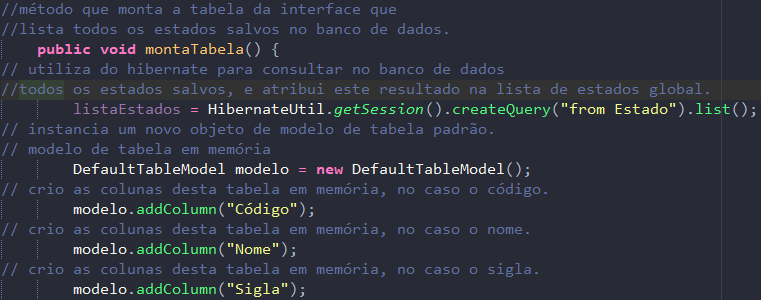 //método que monta a tabela da interface que
//lista todos os estados salvos no banco de dados.
public void montaTabela() {
// utiliza do hibernate para consultar no banco de dados
//todos os estados salvos, e atribui este resultado na lista de estados global.
listaEstados = HibernateUtil.getSession().createQuery("from Estado").list();
// instancia um novo objeto de modelo de tabela padrão.
// modelo de tabela em memória
DefaultTableModel modelo = new DefaultTableModel();
// crio as colunas desta tabela em memória, no caso o código.
modelo.addColumn("Código");
// crio as colunas desta tabela em memória, no caso o nome.
modelo.addColumn("Nome");
// crio as colunas desta tabela em memória, no caso o sigla.
modelo.addColumn("Sigla");